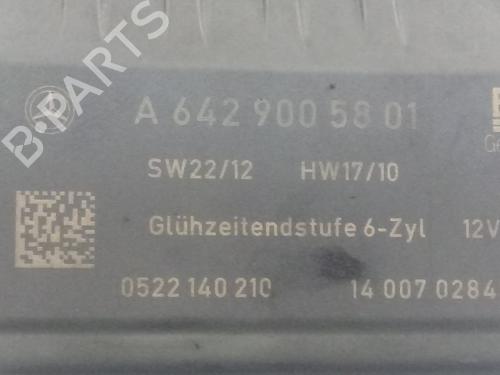 B-PARTS
A 642 900 58 01
SW22/12 HW17/10
Glühzeitendstufe 6-Zyl 12V
0522 140 210 14 007 0284